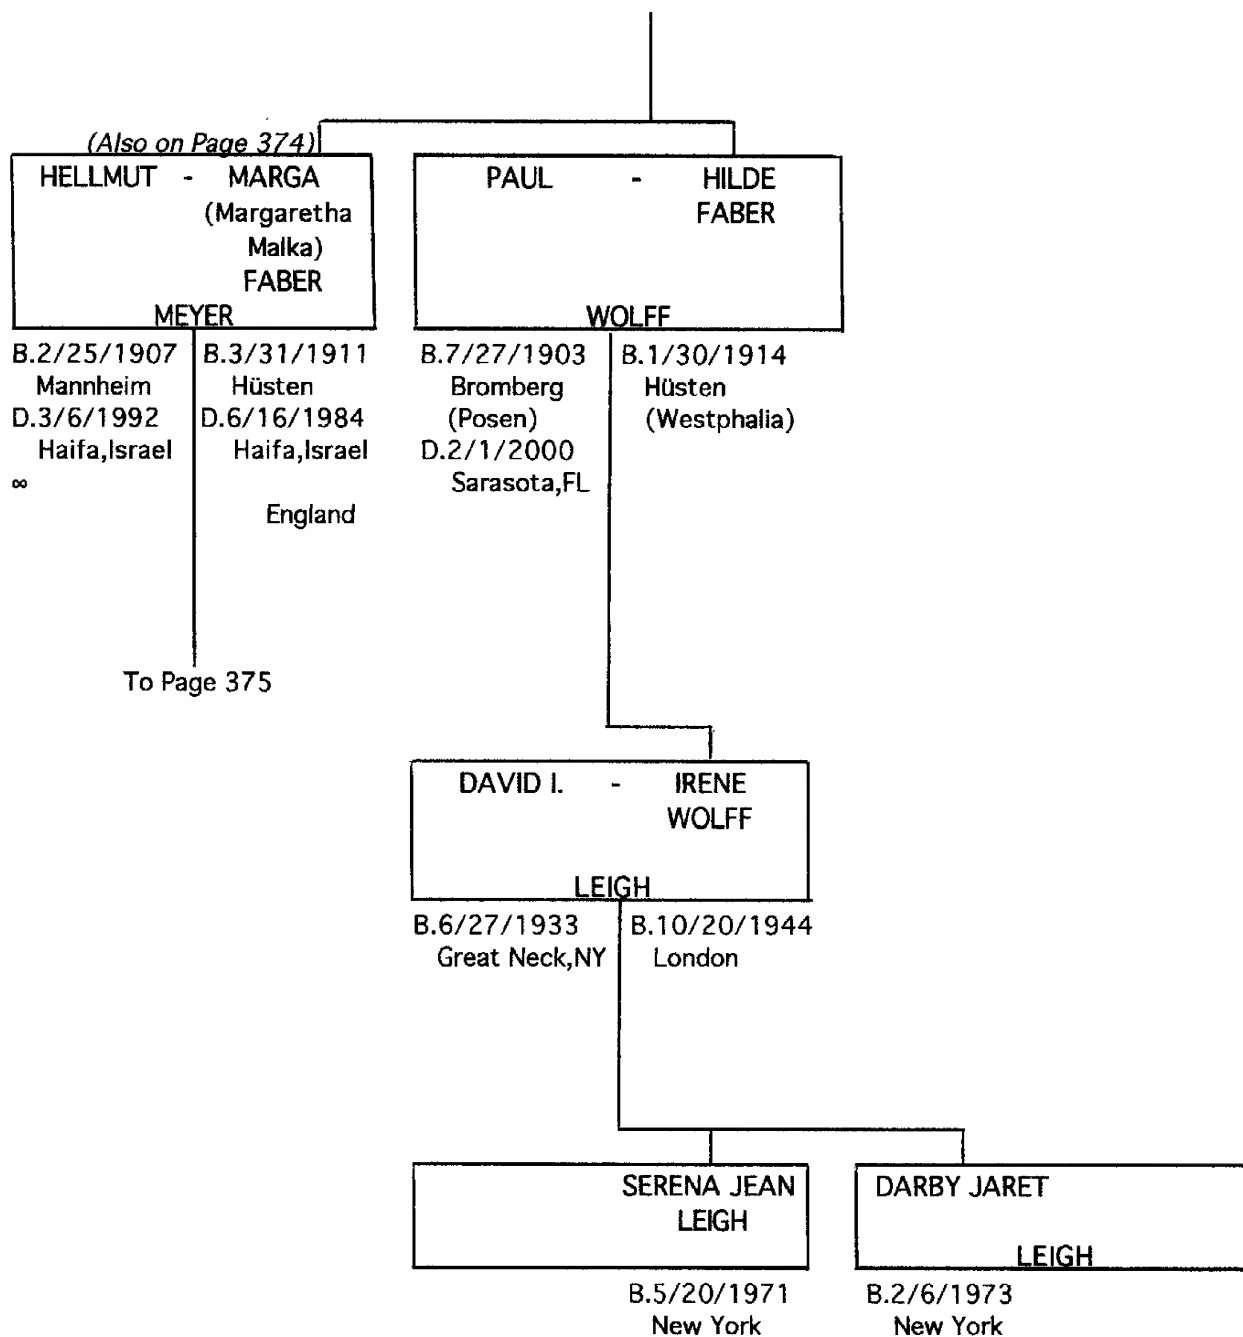 (Also on Page 374)
HELLMUT - MARGA
(Margaretha
Malka)
FABER
MEYER
B.2/25/1907 B.3/31/1911
Mannheim Hüsten
D.3/6/1992 D.6/16/1984
Haifa,Israel Haifa,Israel
∞
England
To Page 375
PAUL - HILDE
FABER
WOLFF
B.7/27/1903 B.1/30/1914
Bromberg Hüsten
(Posen) (Westphalia)
D.2/1/2000
Sarasota,FL
DAVID I. - IRENE
WOLFF
LEIGH
B.6/27/1933 B.10/20/1944
Great Neck,NY London
SERENA JEAN
LEIGH
B.5/20/1971
New York
DARBY JARET
LEIGH
B.2/6/1973
New York